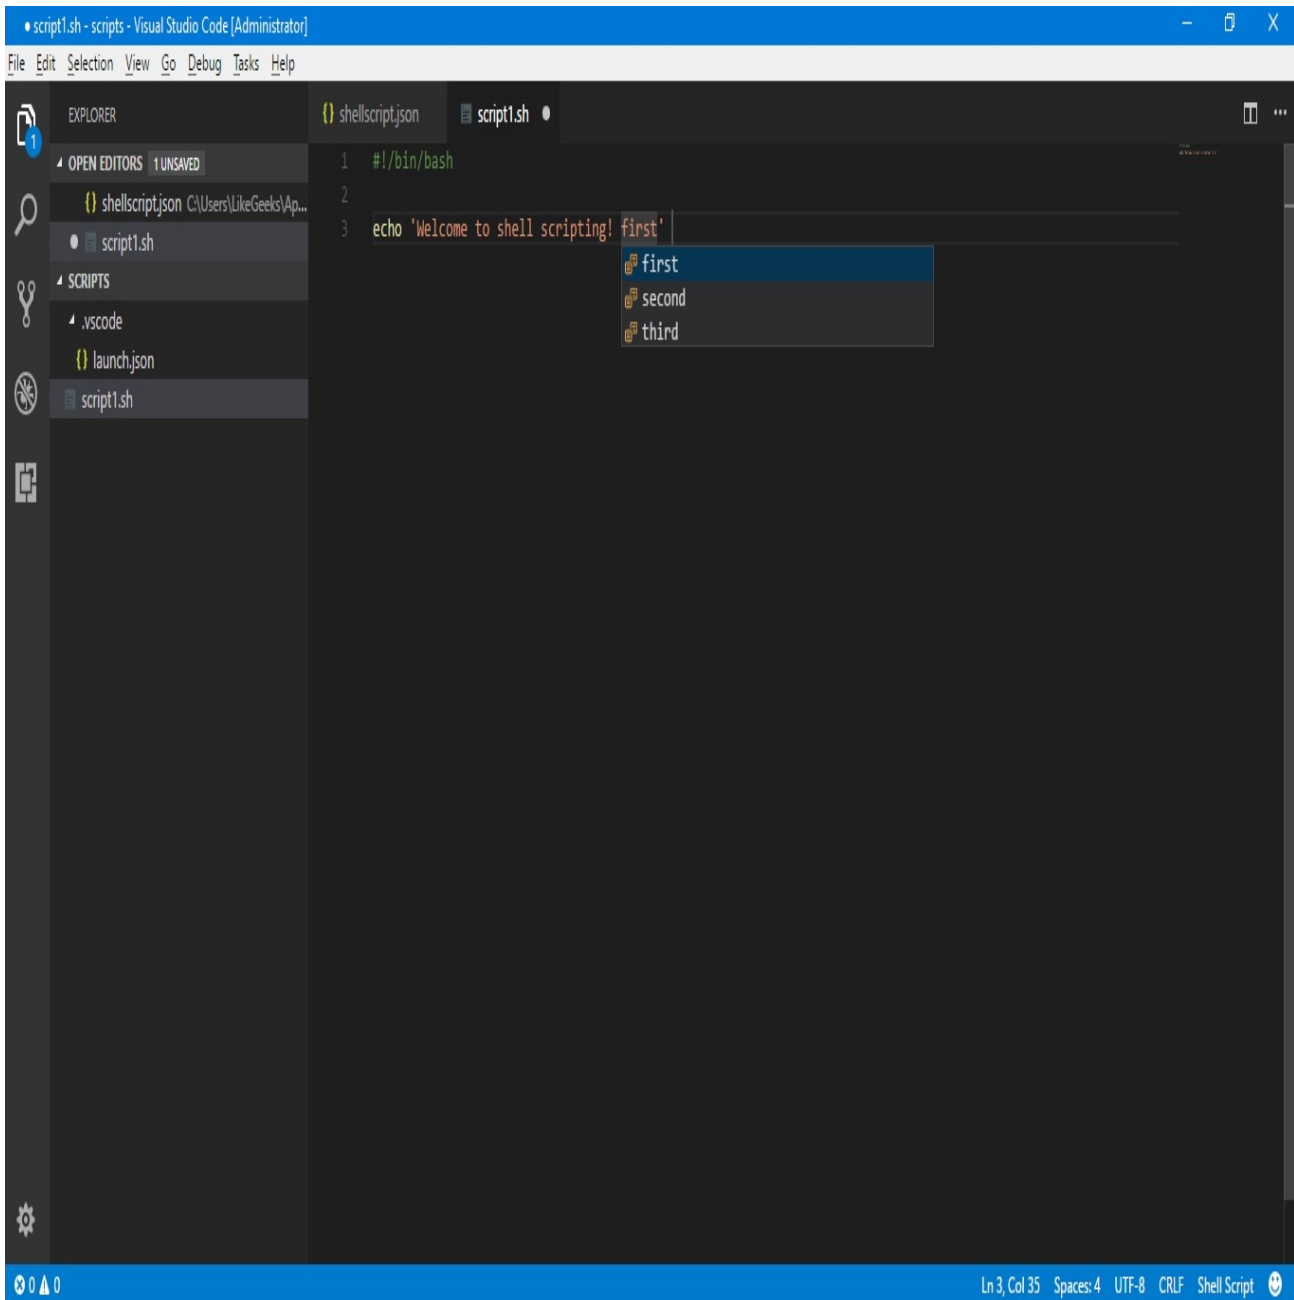 script1.sh - scripts - Visual Studio Code [Administrator]
File Edit Selection View Go Debug Tasks Help
EXPLORER
{} shellscript.json
script1.sh
1
OPEN EDITORS 1 UNSAVED
{} shellscript.json C:\Users\LikeGeeks\Ap...
script1.sh
SCRIPTS
.vscode
{} launch.json
script1.sh
1 #!/bin/bash
2
3 echo 'Welcome to shell scripting! first'
first
second
third
0 0
Ln 3, Col 35 Spaces: 4 UTF-8 CRLF Shell Script